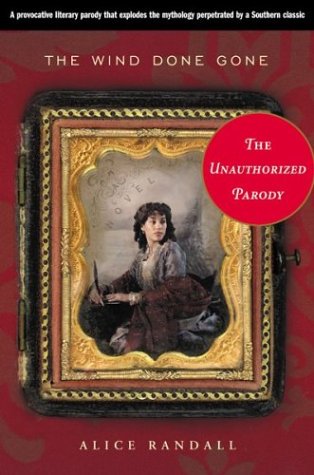 A provocative literary parody that explodes the mythology perpetrated by a Southern classic
THE WIND DONE GONE
THE
UNAUTHORIZED
PARODY
NOVEL
ALICE RANDALL